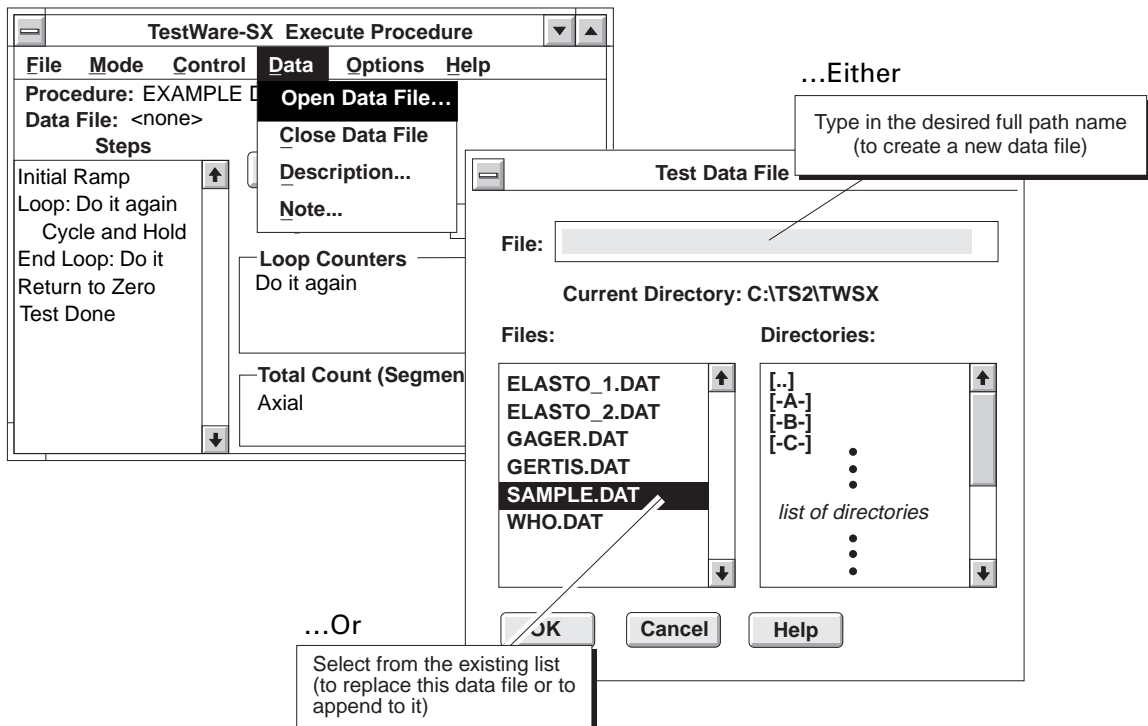 TestWare-SX Execute Procedure
File Mode Control Data Options Help
Procedure: EXAMPLE
Data File: <none>
Open Data File...
Close Data File
Description...
Note...
Steps
Initial Ramp
Loop: Do it again
Cycle and Hold
End Loop: Do it
Return to Zero
Test Done
Loop Counters
Do it again
Total Count (Segmen
Axial
...Either
Type in the desired full path name
(to create a new data file)
Test Data File
File:
Current Directory: C:\TS2\TWSX
Files:
ELASTO_1.DAT
ELASTO_2.DAT
GAGER.DAT
GERTIS.DAT
SAMPLE.DAT
WHO.DAT
Directories:
[..]
[-A-]
[-B-]
[-C-]
list of directories
OK Cancel Help
...Or
Select from the existing list
(to replace this data file or to
append to it)